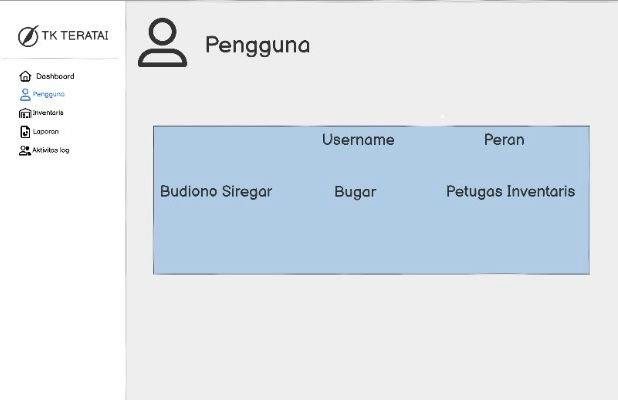 TK TERATAI
Dashboard
Pengguna
Inventaris
Laporan
Aktivitas log
Pengguna
Username Peran
Budiono Siregar Bugar Petugas Inventaris